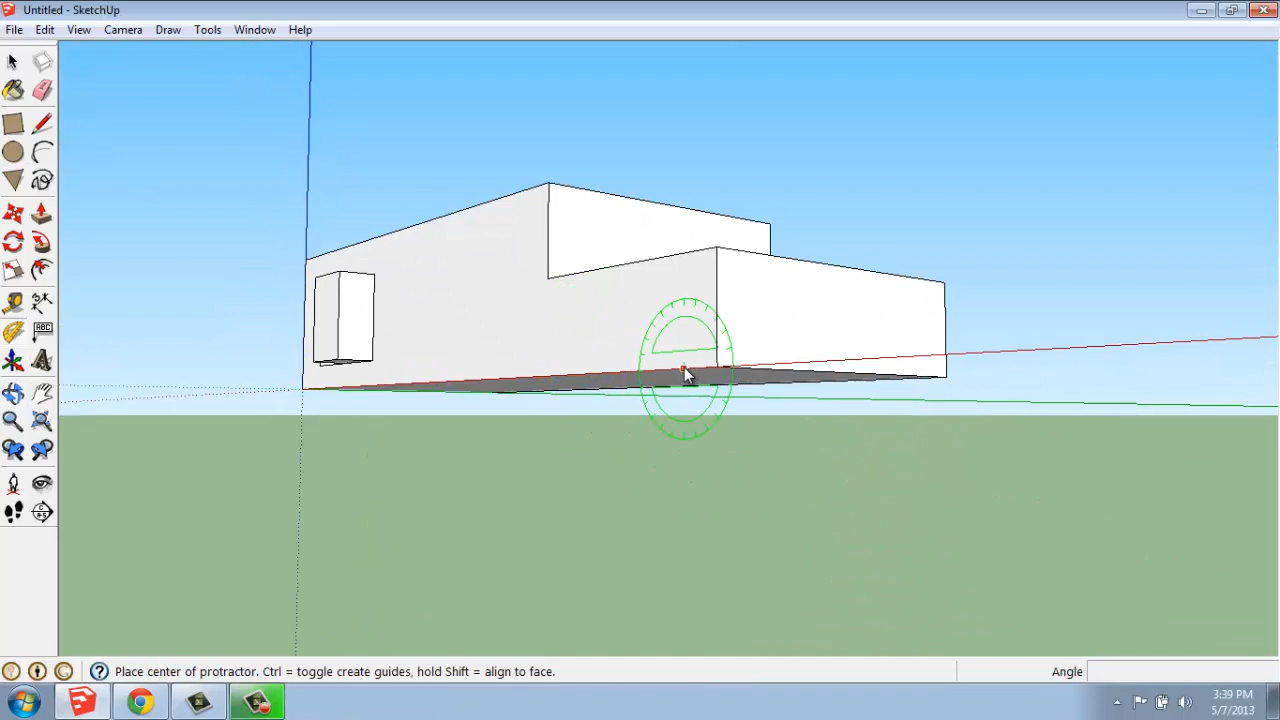 Untitled - SketchUp
File Edit View Camera Draw Tools Window Help
ABC
A
Place center of protractor. Ctrl = toggle create guides, hold Shift = align to face.
Angle
3:39 PM
5/7/2013